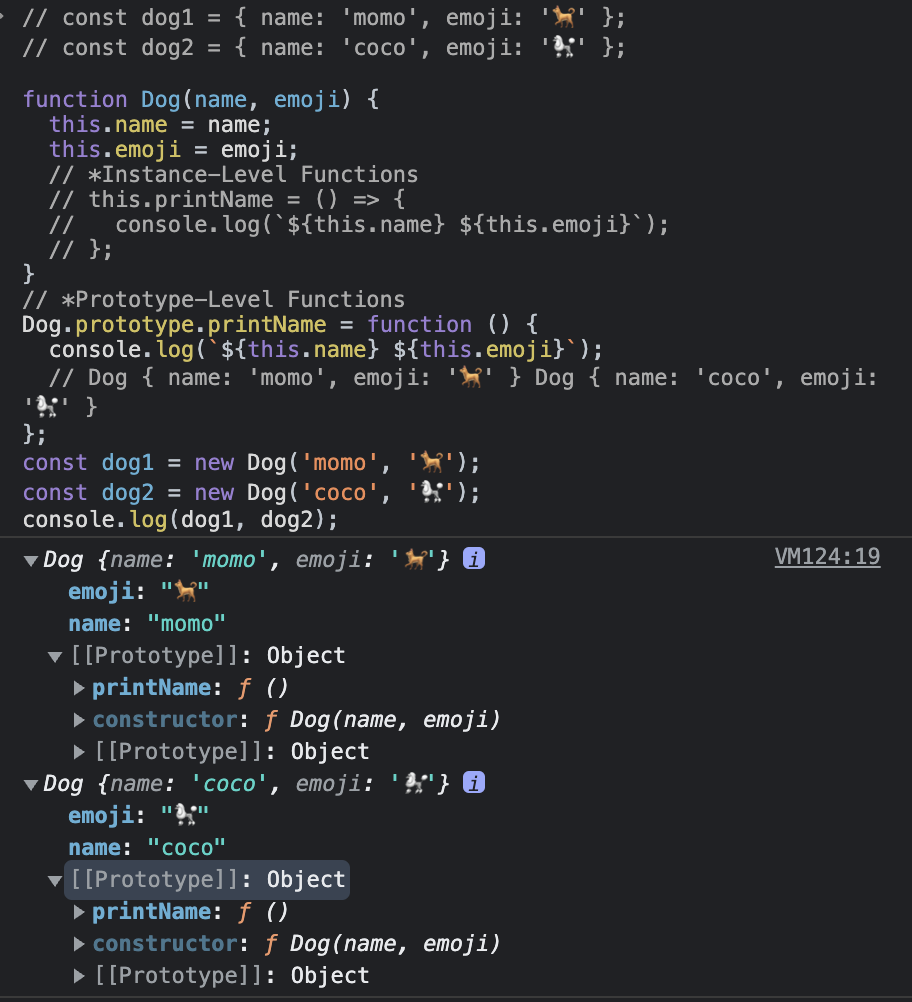 // const dog1 = { name: 'momo', emoji: '🐕' };
// const dog2 = { name: 'coco', emoji: '🐩' };
function Dog(name, emoji) {
  this.name = name;
  this.emoji = emoji;
  // *Instance-Level Functions
  // this.printName = () => {
  //   console.log(`${this.name} ${this.emoji}`);
  // };
}
// *Prototype-Level Functions
Dog.prototype.printName = function () {
  console.log(`${this.name} ${this.emoji}`);
  // Dog { name: 'momo', emoji: '🐕' } Dog { name: 'coco', emoji:
'🐩' }
};
const dog1 = new Dog('momo', '🐕');
const dog2 = new Dog('coco', '🐩');
console.log(dog1, dog2);
▼Dog {name: 'momo', emoji: '🐕'} i VM124:19
emoji: "🐕"
name: "momo"
▼[[Prototype]]: Object
▶printName: ƒ ()
▶constructor: ƒ Dog(name, emoji)
▶[[Prototype]]: Object
▼Dog {name: 'coco', emoji: '🐩'} i
emoji: "🐩"
name: "coco"
▼[[Prototype]]: Object
▶printName: ƒ ()
▶constructor: ƒ Dog(name, emoji)
▶[[Prototype]]: Object